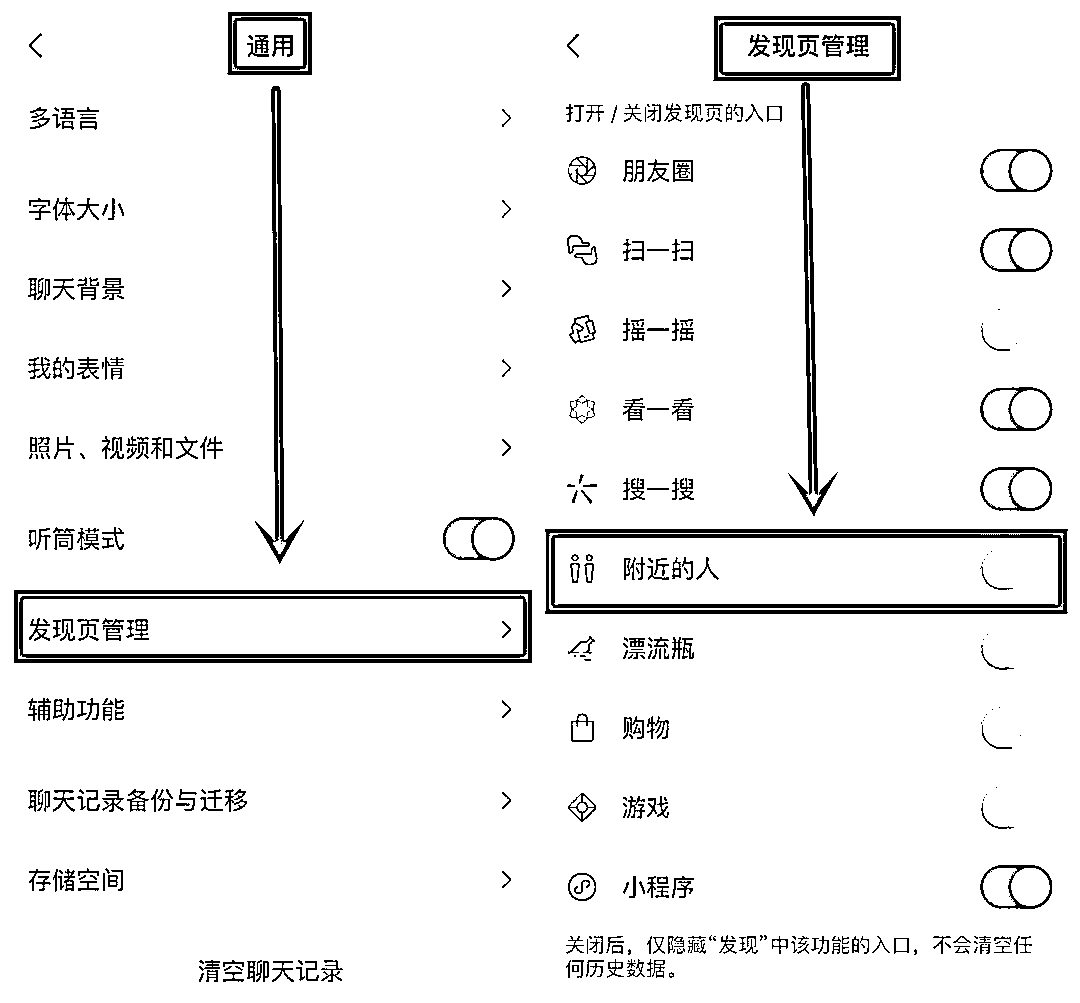 通用
多语言
字体大小
聊天背景
我的表情
照片、视频和文件
听筒模式
发现页管理
辅助功能
聊天记录备份与迁移
存储空间
清空聊天记录
发现页管理
打开 / 关闭发现页的入口
朋友圈
扫一扫
摇一摇
看一看
搜一搜
附近的人
漂流瓶
购物
游戏
小程序
关闭后，仅隐藏“发现”中该功能的入口，不会清空任
何历史数据。